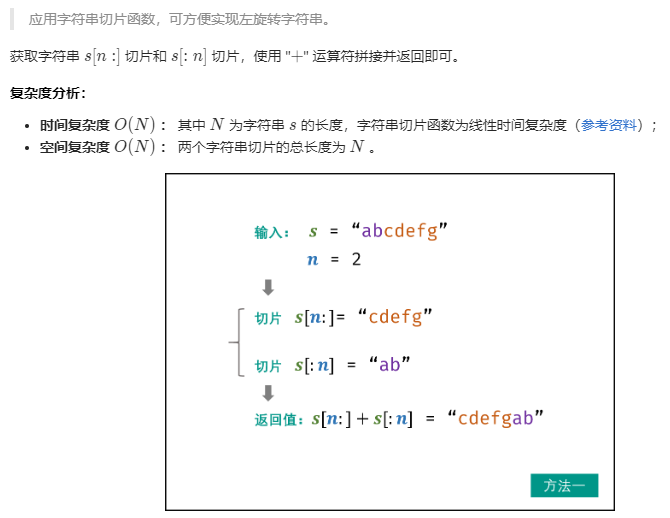 应用字符串切片函数，可方便实现左旋转字符串。
获取字符串 s[n :] 切片和 s[: n] 切片，使用 "+" 运算符拼接并返回即可。
复杂度分析：
• 时间复杂度 O(N) ： 其中 N 为字符串 s 的长度，字符串切片函数为线性时间复杂度（参考资料）；
• 空间复杂度 O(N) ： 两个字符串切片的总长度为 N 。
输入： s = “abcdefg”
n = 2
切片 s[n:]= “cdefg”
切片 s[:n] = “ab”
返回值：s[n:]+s[:n] = “cdefgab”
方法一